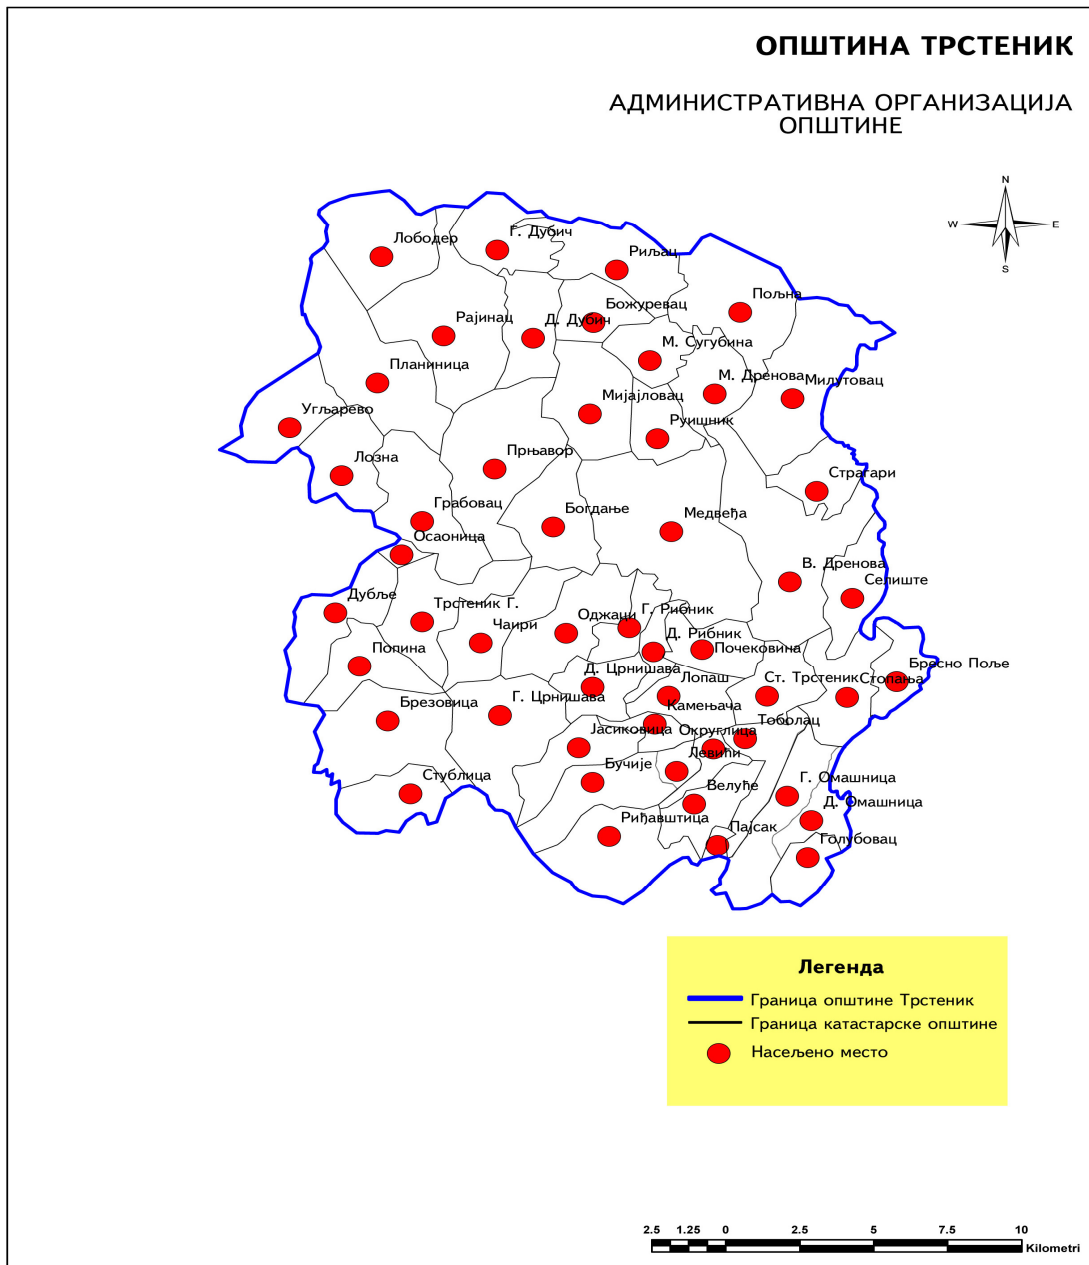 ОПШТИНА ТРСТЕНИК
АДМИНИСТРАТИВНА ОРГАНИЗАЦИЈА
ОПШТИНЕ
N
W
E
S
Г. Дубич
Лободер
Риљац
Пољна
Божуревац
Рајинац
Д. Дубич
М. Сугубина
Планиница
М. Дренова
Милутовац
Мијајловац
Угљарево
Руишник
Прњавор
Лозна
Страгари
Грабовац
Богдање
Медвеђа
Осаоница
В. Дренова
Селиште
Дубље
Трстеник Г.
Оджаци
Г. Рибник
Чаири
Д. Рибник
Попина
Почековина
Бресно Поље
Д. Црнишава
Лопаш
Ст. Трстеник
Стопања
Г. Црнишава
Брезовица
Камењача
Тоболац
Јасиковица
Округлица
Левићи
Бучије
Стублица
Г. Омашница
Велуће
Д. Омашница
Риђавштица
Пајсак
Голубовац
Легенда
Граница општине Трстеник
Граница катастарске општине
Насељено место
2.5 1.25 0 2.5 5 7.5 10
Kilometri